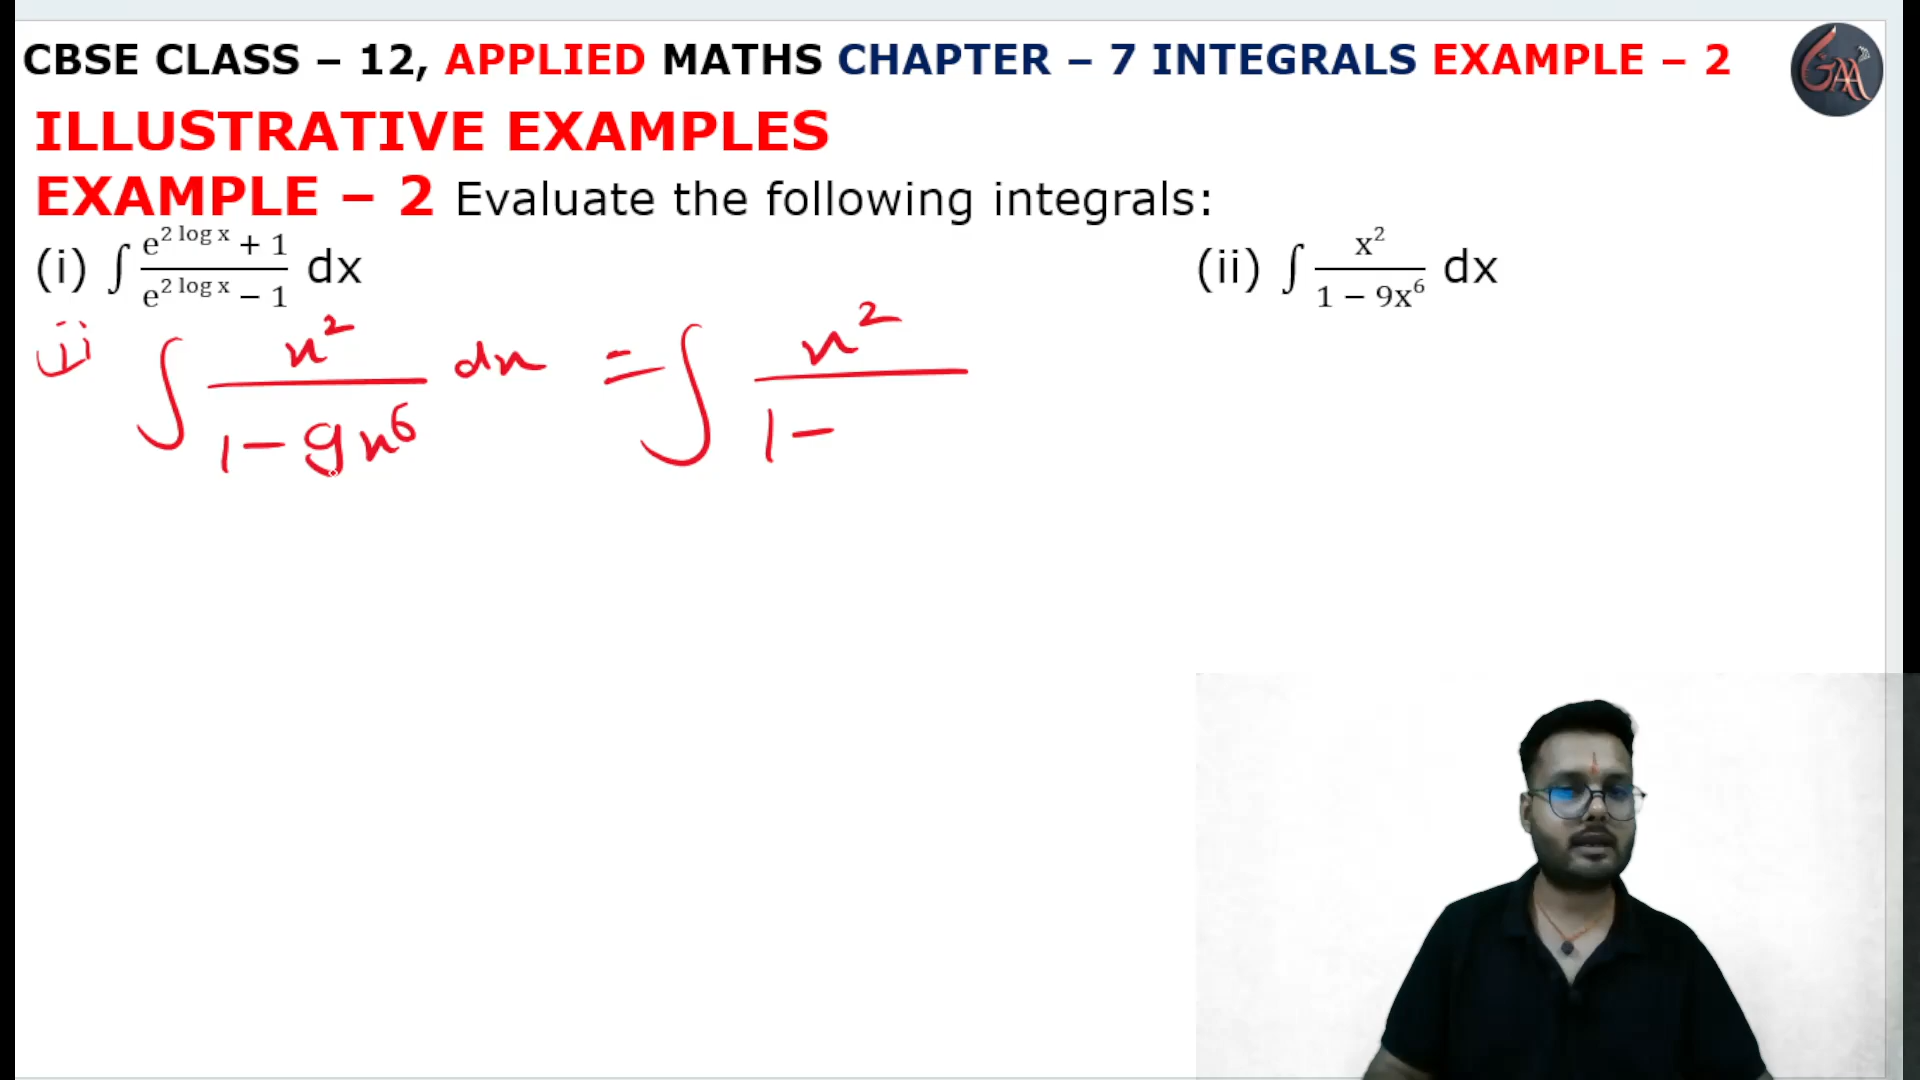 CBSE CLASS – 12, APPLIED MATHS CHAPTER – 7 INTEGRALS EXAMPLE – 2
GAA
ILLUSTRATIVE EXAMPLES
EXAMPLE – 2 Evaluate the following integrals:
(i) ∫ (e^(2 log x) + 1)/(e^(2 log x) – 1) dx
(ii) ∫ x²/(1 – 9x⁶) dx
ii) ∫ x²/(1 - 9x⁶) dx = ∫ x²/(1 -